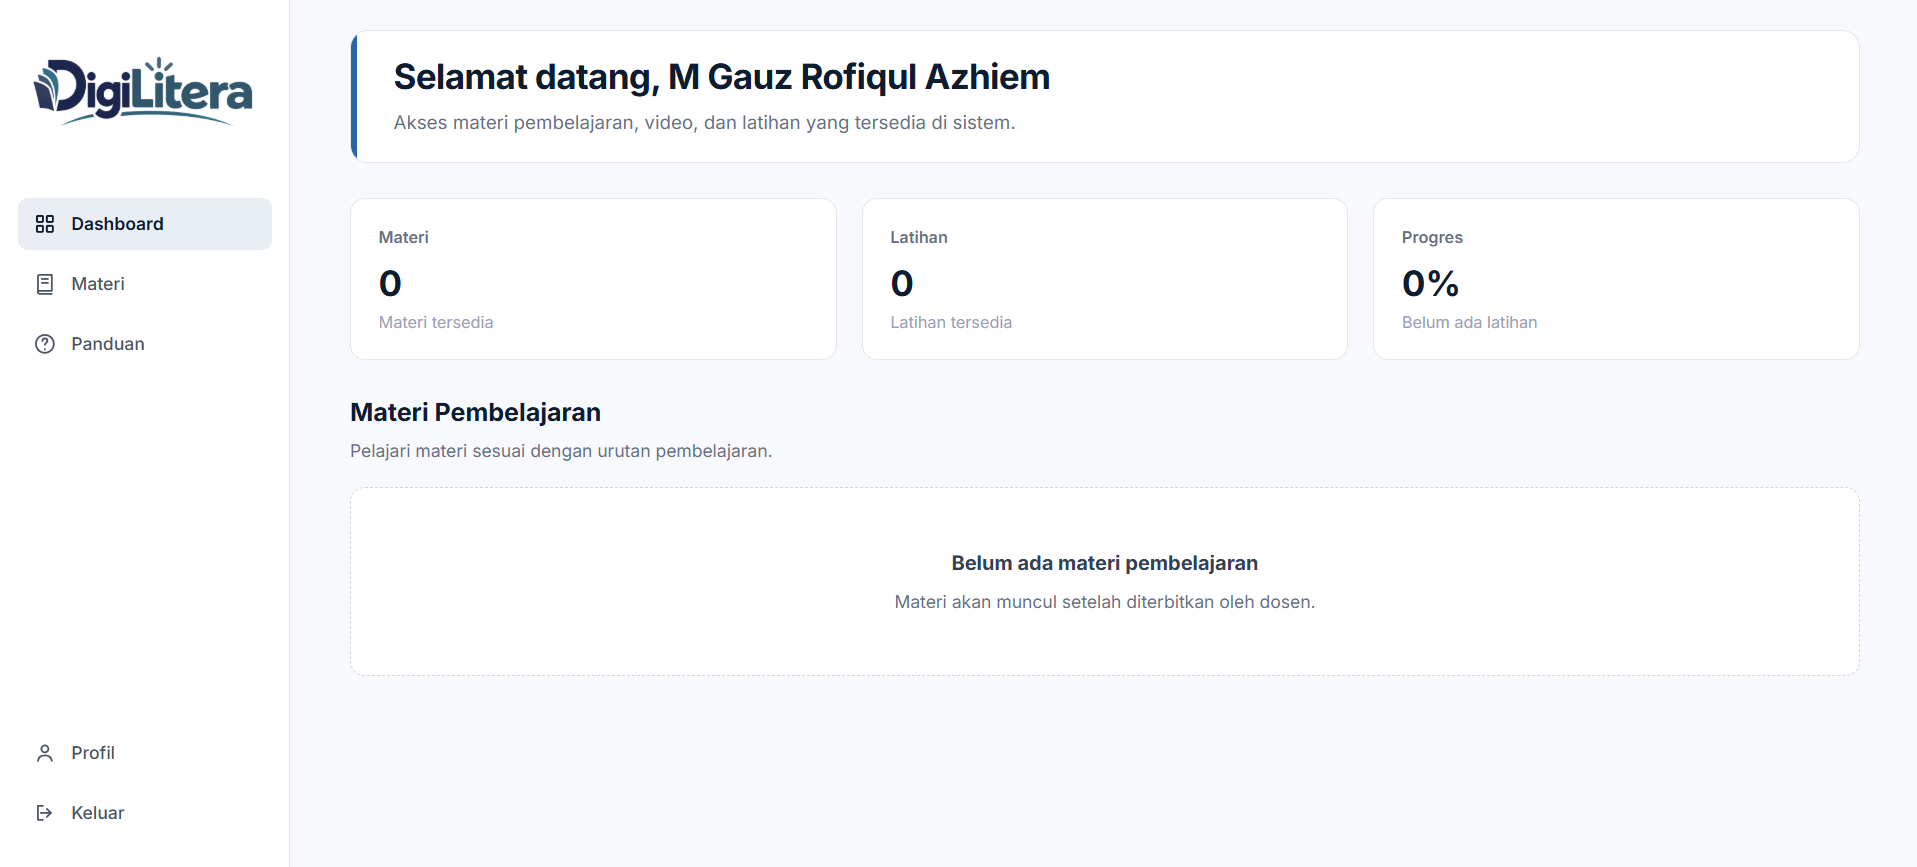 DigiLitera
Dashboard
Materi
Panduan
Profil
Keluar
Selamat datang, M Gauz Rofiqul Azhiem
Akses materi pembelajaran, video, dan latihan yang tersedia di sistem.
Materi
0
Materi tersedia
Latihan
0
Latihan tersedia
Progres
0%
Belum ada latihan
Materi Pembelajaran
Pelajari materi sesuai dengan urutan pembelajaran.
Belum ada materi pembelajaran
Materi akan muncul setelah diterbitkan oleh dosen.